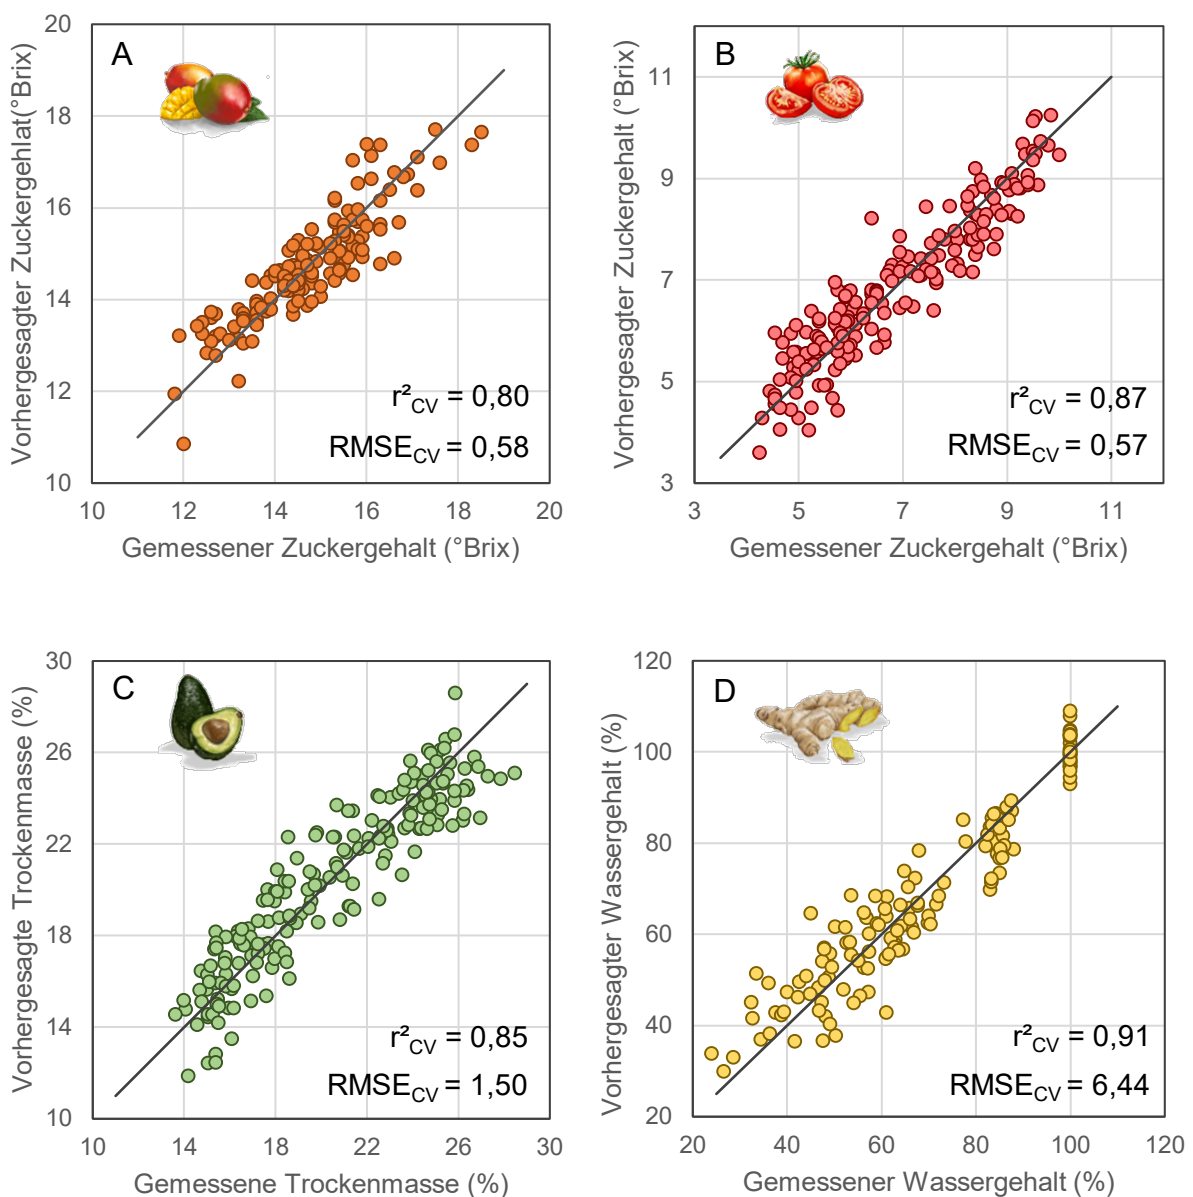 A
Vorhergesagter Zuckergehlat(°Brix)
20
18
16
14
12
10
r²CV = 0,80
RMSECV = 0,58
10 12 14 16 18 20
Gemessener Zuckergehalt (°Brix)
B
Vorhergesagter Zuckergehalt (°Brix)
11
9
7
5
3
r²CV = 0,87
RMSECV = 0,57
3 5 7 9 11
Gemessener Zuckergehalt (°Brix)
C
Vorhergesagte Trockenmasse (%)
30
26
22
18
14
10
r²CV = 0,85
RMSECV = 1,50
10 14 18 22 26 30
Gemessene Trockenmasse (%)
D
Vorhergesagter Wassergehalt (%)
120
100
80
60
40
20
r²CV = 0,91
RMSECV = 6,44
20 40 60 80 100 120
Gemessener Wassergehalt (%)